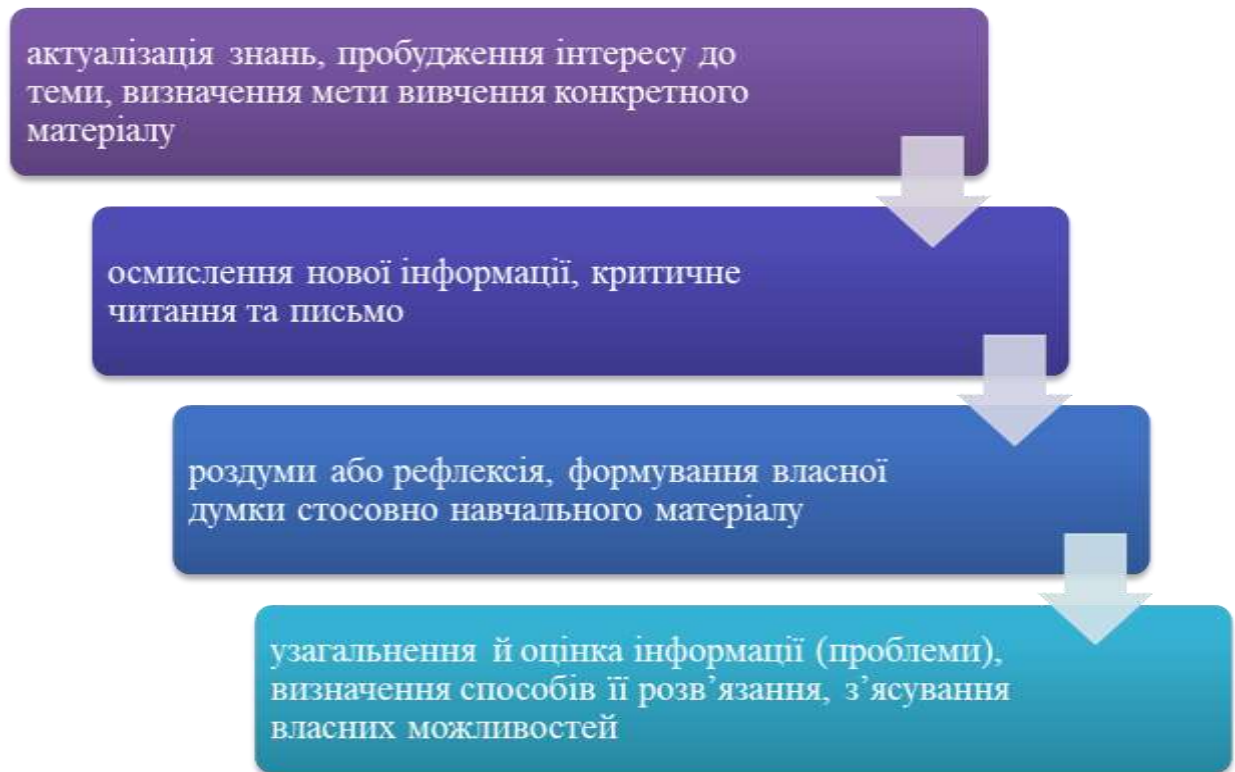 актуалізація знань, пробудження інтересу до
теми, визначення мети вивчення конкретного
матеріалу
осмислення нової інформації, критичне
читання та письмо
роздуми або рефлексія, формування власної
думки стосовно навчального матеріалу
узагальнення й оцінка інформації (проблеми),
визначення способів її розв’язання, з’ясування
власних можливостей